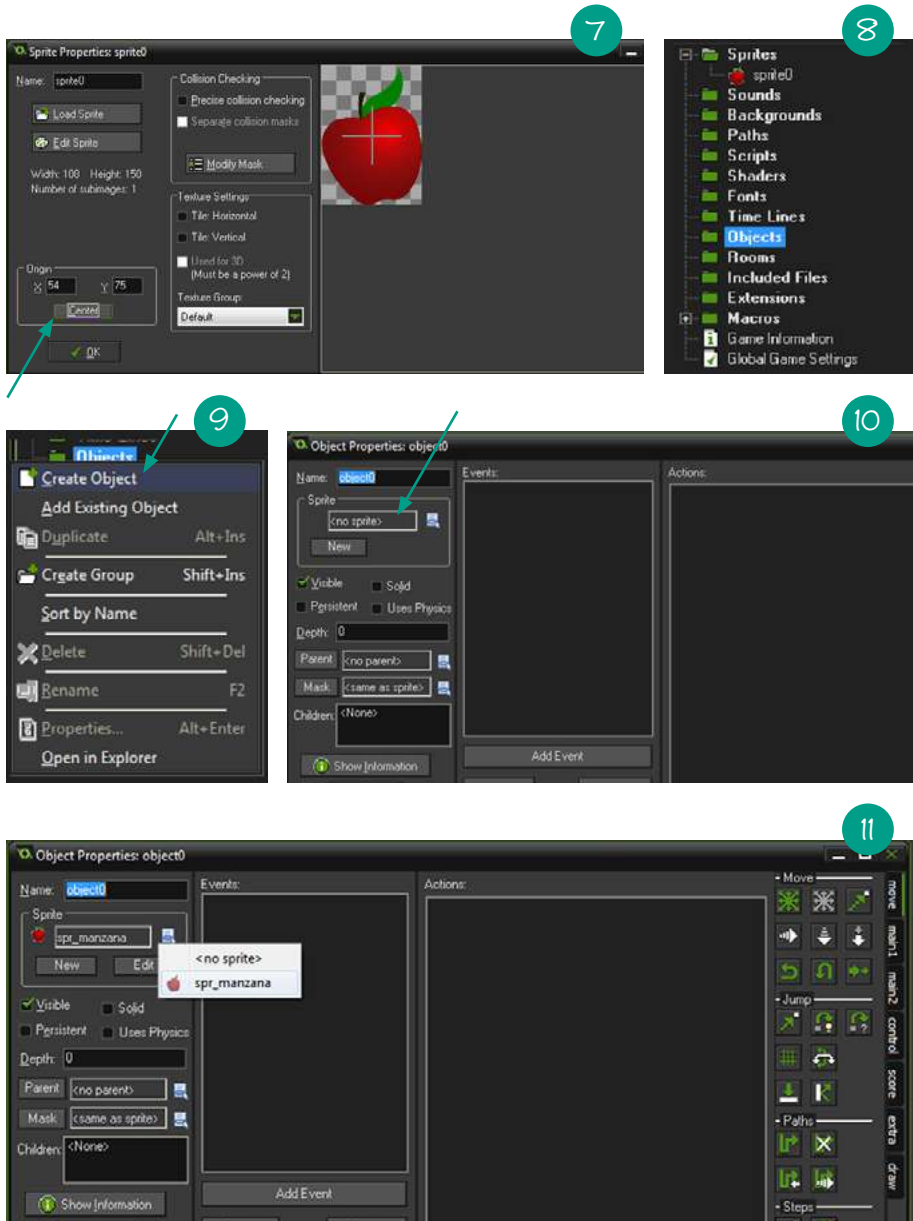 7
Sprite Properties: sprite0
Name: sprite0
Load Sprite
Edit Sprite
Width: 108 Height: 150
Number of subimages: 1
Origin
X 54 Y 75
Center
OK
Collision Checking
Precise collision checking
Separate collision masks
Modify Mask
Texture Settings
Tile: Horizontal
Tile: Vertical
Used for 3D
(Must be a power of 2)
Texture Group:
Default
8
Sprites
sprite0
Sounds
Backgrounds
Paths
Scripts
Shaders
Fonts
Time Lines
Objects
Rooms
Included Files
Extensions
Macros
Game Information
Global Game Settings
9
Time Lines
Objects
Create Object
Add Existing Object
Duplicate Alt+Ins
Create Group Shift+Ins
Sort by Name
Delete Shift+Del
Rename F2
Properties... Alt+Enter
Open in Explorer
10
Object Properties: object0
Name: object0
Sprite
<no sprite>
New
Visible Solid
Persistent Uses Physics
Depth: 0
Parent <no parent>
Mask <same as sprite>
Children: <None>
Show Information
Events:
Add Event
Actions:
11
Object Properties: object0
Name: object0
Sprite
spr_manzana
New Edit
<no sprite>
spr_manzana
Visible Solid
Persistent Uses Physics
Depth: 0
Parent <no parent>
Mask <same as sprite>
Children: <None>
Show Information
Events:
Add Event
Actions:
Move
Jump
Paths
Steps
move
main1
main2
control
score
extra
draw